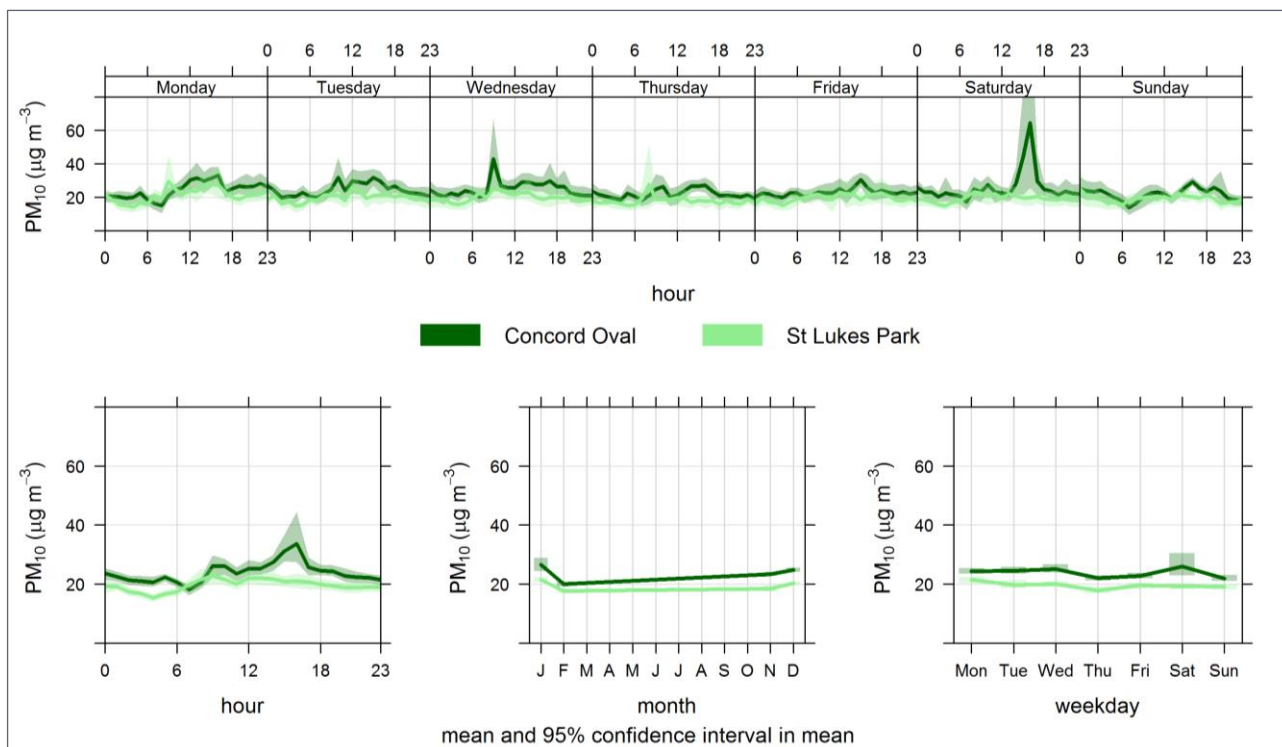 0 6 12 18 23 0 6 12 18 23 0 6 12 18 23
Monday Tuesday Wednesday Thursday Friday Saturday Sunday
PM₁₀ (µg m⁻³)
60
40
20
0 6 12 18 23 0 6 12 18 23 0 6 12 18 23 0 6 12 18 23
hour
Concord Oval St Lukes Park
PM₁₀ (µg m⁻³)
60
40
20
0 6 12 18 23
hour
PM₁₀ (µg m⁻³)
60
40
20
J F M A M J J A S O N D
month
PM₁₀ (µg m⁻³)
60
40
20
Mon Tue Wed Thu Fri Sat Sun
weekday
mean and 95% confidence interval in mean